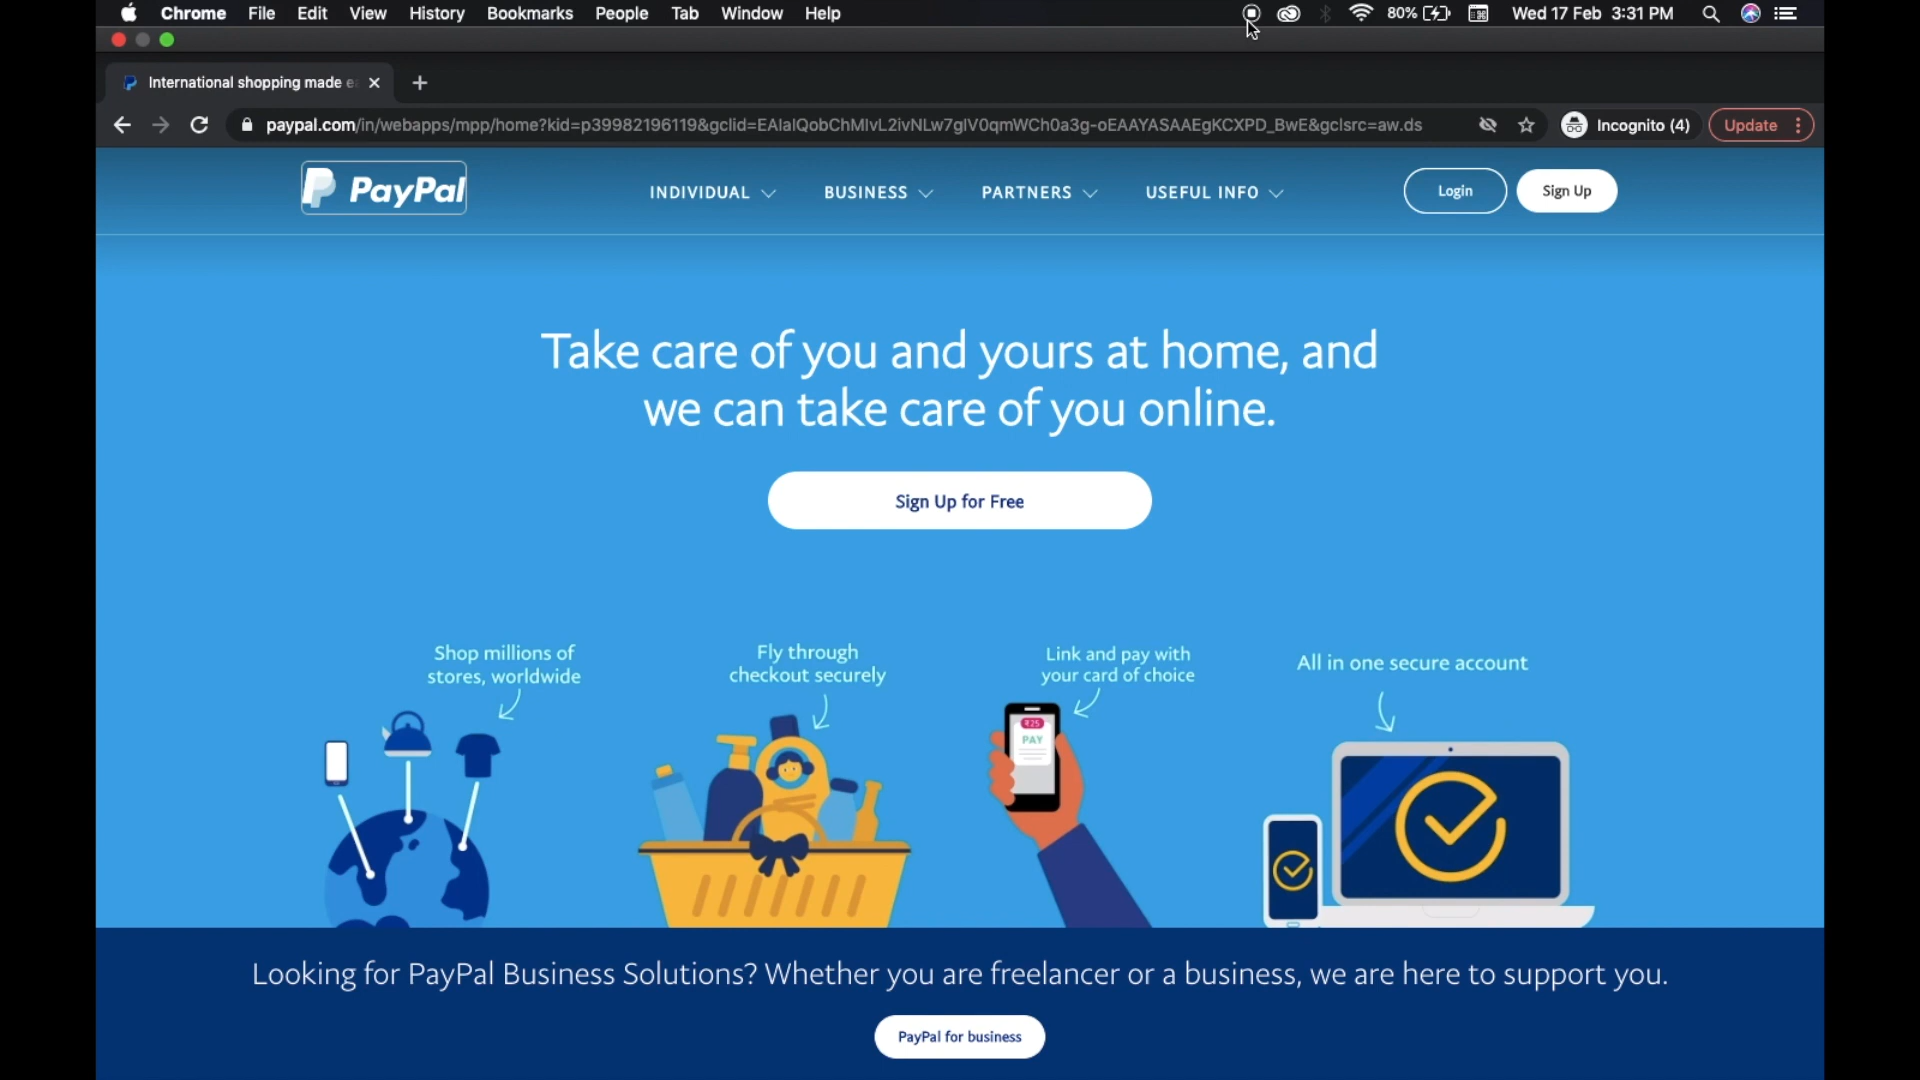 Chrome File Edit View History Bookmarks People Tab Window Help 80% Wed 17 Feb 3:31 PM
International shopping made e
paypal.com/in/webapps/mpp/home?kid=p39982196119&gclid=EAIaIQobChMIvL2ivNLw7gIV0qmWCh0a3g-oEAAYASAAEgKCXPD_BwE&gclsrc=aw.ds Incognito (4) Update
PayPal INDIVIDUAL BUSINESS PARTNERS USEFUL INFO Login Sign Up
Take care of you and yours at home, and
we can take care of you online.
Sign Up for Free
Shop millions of
stores, worldwide
Fly through
checkout securely
Link and pay with
your card of choice
All in one secure account
₹25
PAY
Looking for PayPal Business Solutions? Whether you are freelancer or a business, we are here to support you.
PayPal for business